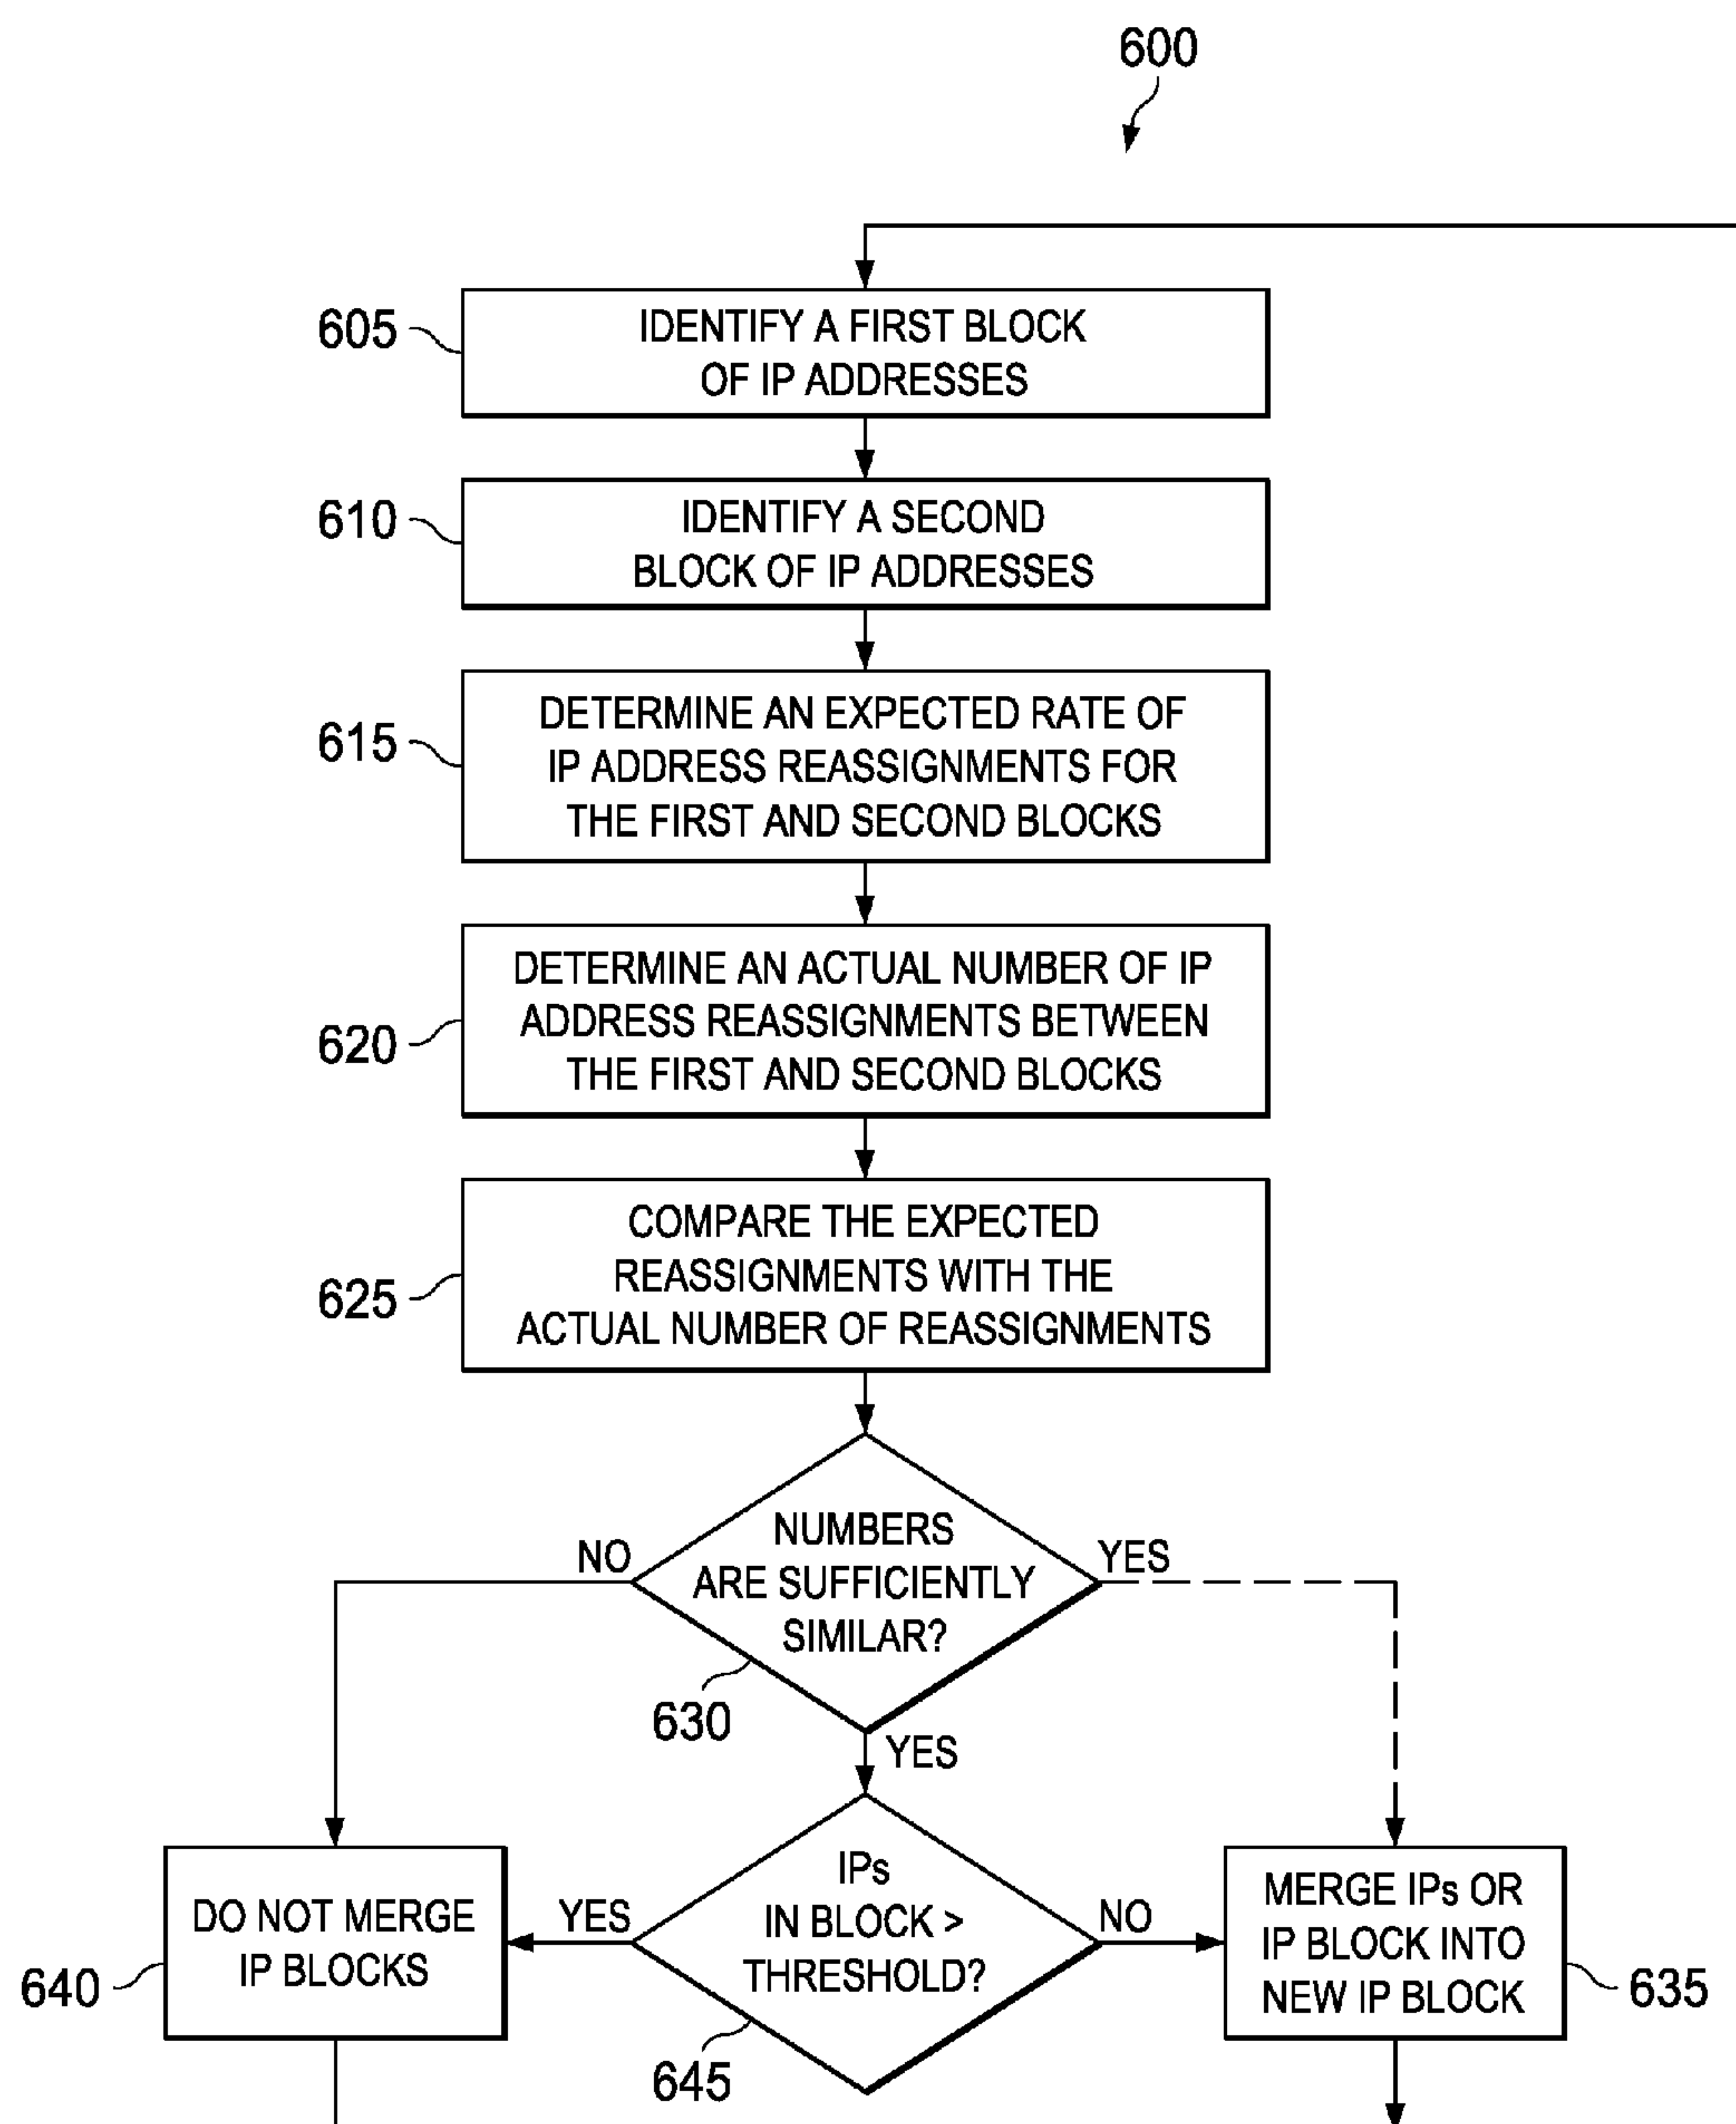 600
605
IDENTIFY A FIRST BLOCK
OF IP ADDRESSES
610
IDENTIFY A SECOND
BLOCK OF IP ADDRESSES
615
DETERMINE AN EXPECTED RATE OF
IP ADDRESS REASSIGNMENTS FOR
THE FIRST AND SECOND BLOCKS
620
DETERMINE AN ACTUAL NUMBER OF IP
ADDRESS REASSIGNMENTS BETWEEN
THE FIRST AND SECOND BLOCKS
625
COMPARE THE EXPECTED
REASSIGNMENTS WITH THE
ACTUAL NUMBER OF REASSIGNMENTS
NO
NUMBERS
ARE SUFFICIENTLY
SIMILAR?
YES
630
YES
DO NOT MERGE
IP BLOCKS
640
YES
IPs
IN BLOCK >
THRESHOLD?
645
NO
MERGE IPs OR
IP BLOCK INTO
NEW IP BLOCK
635